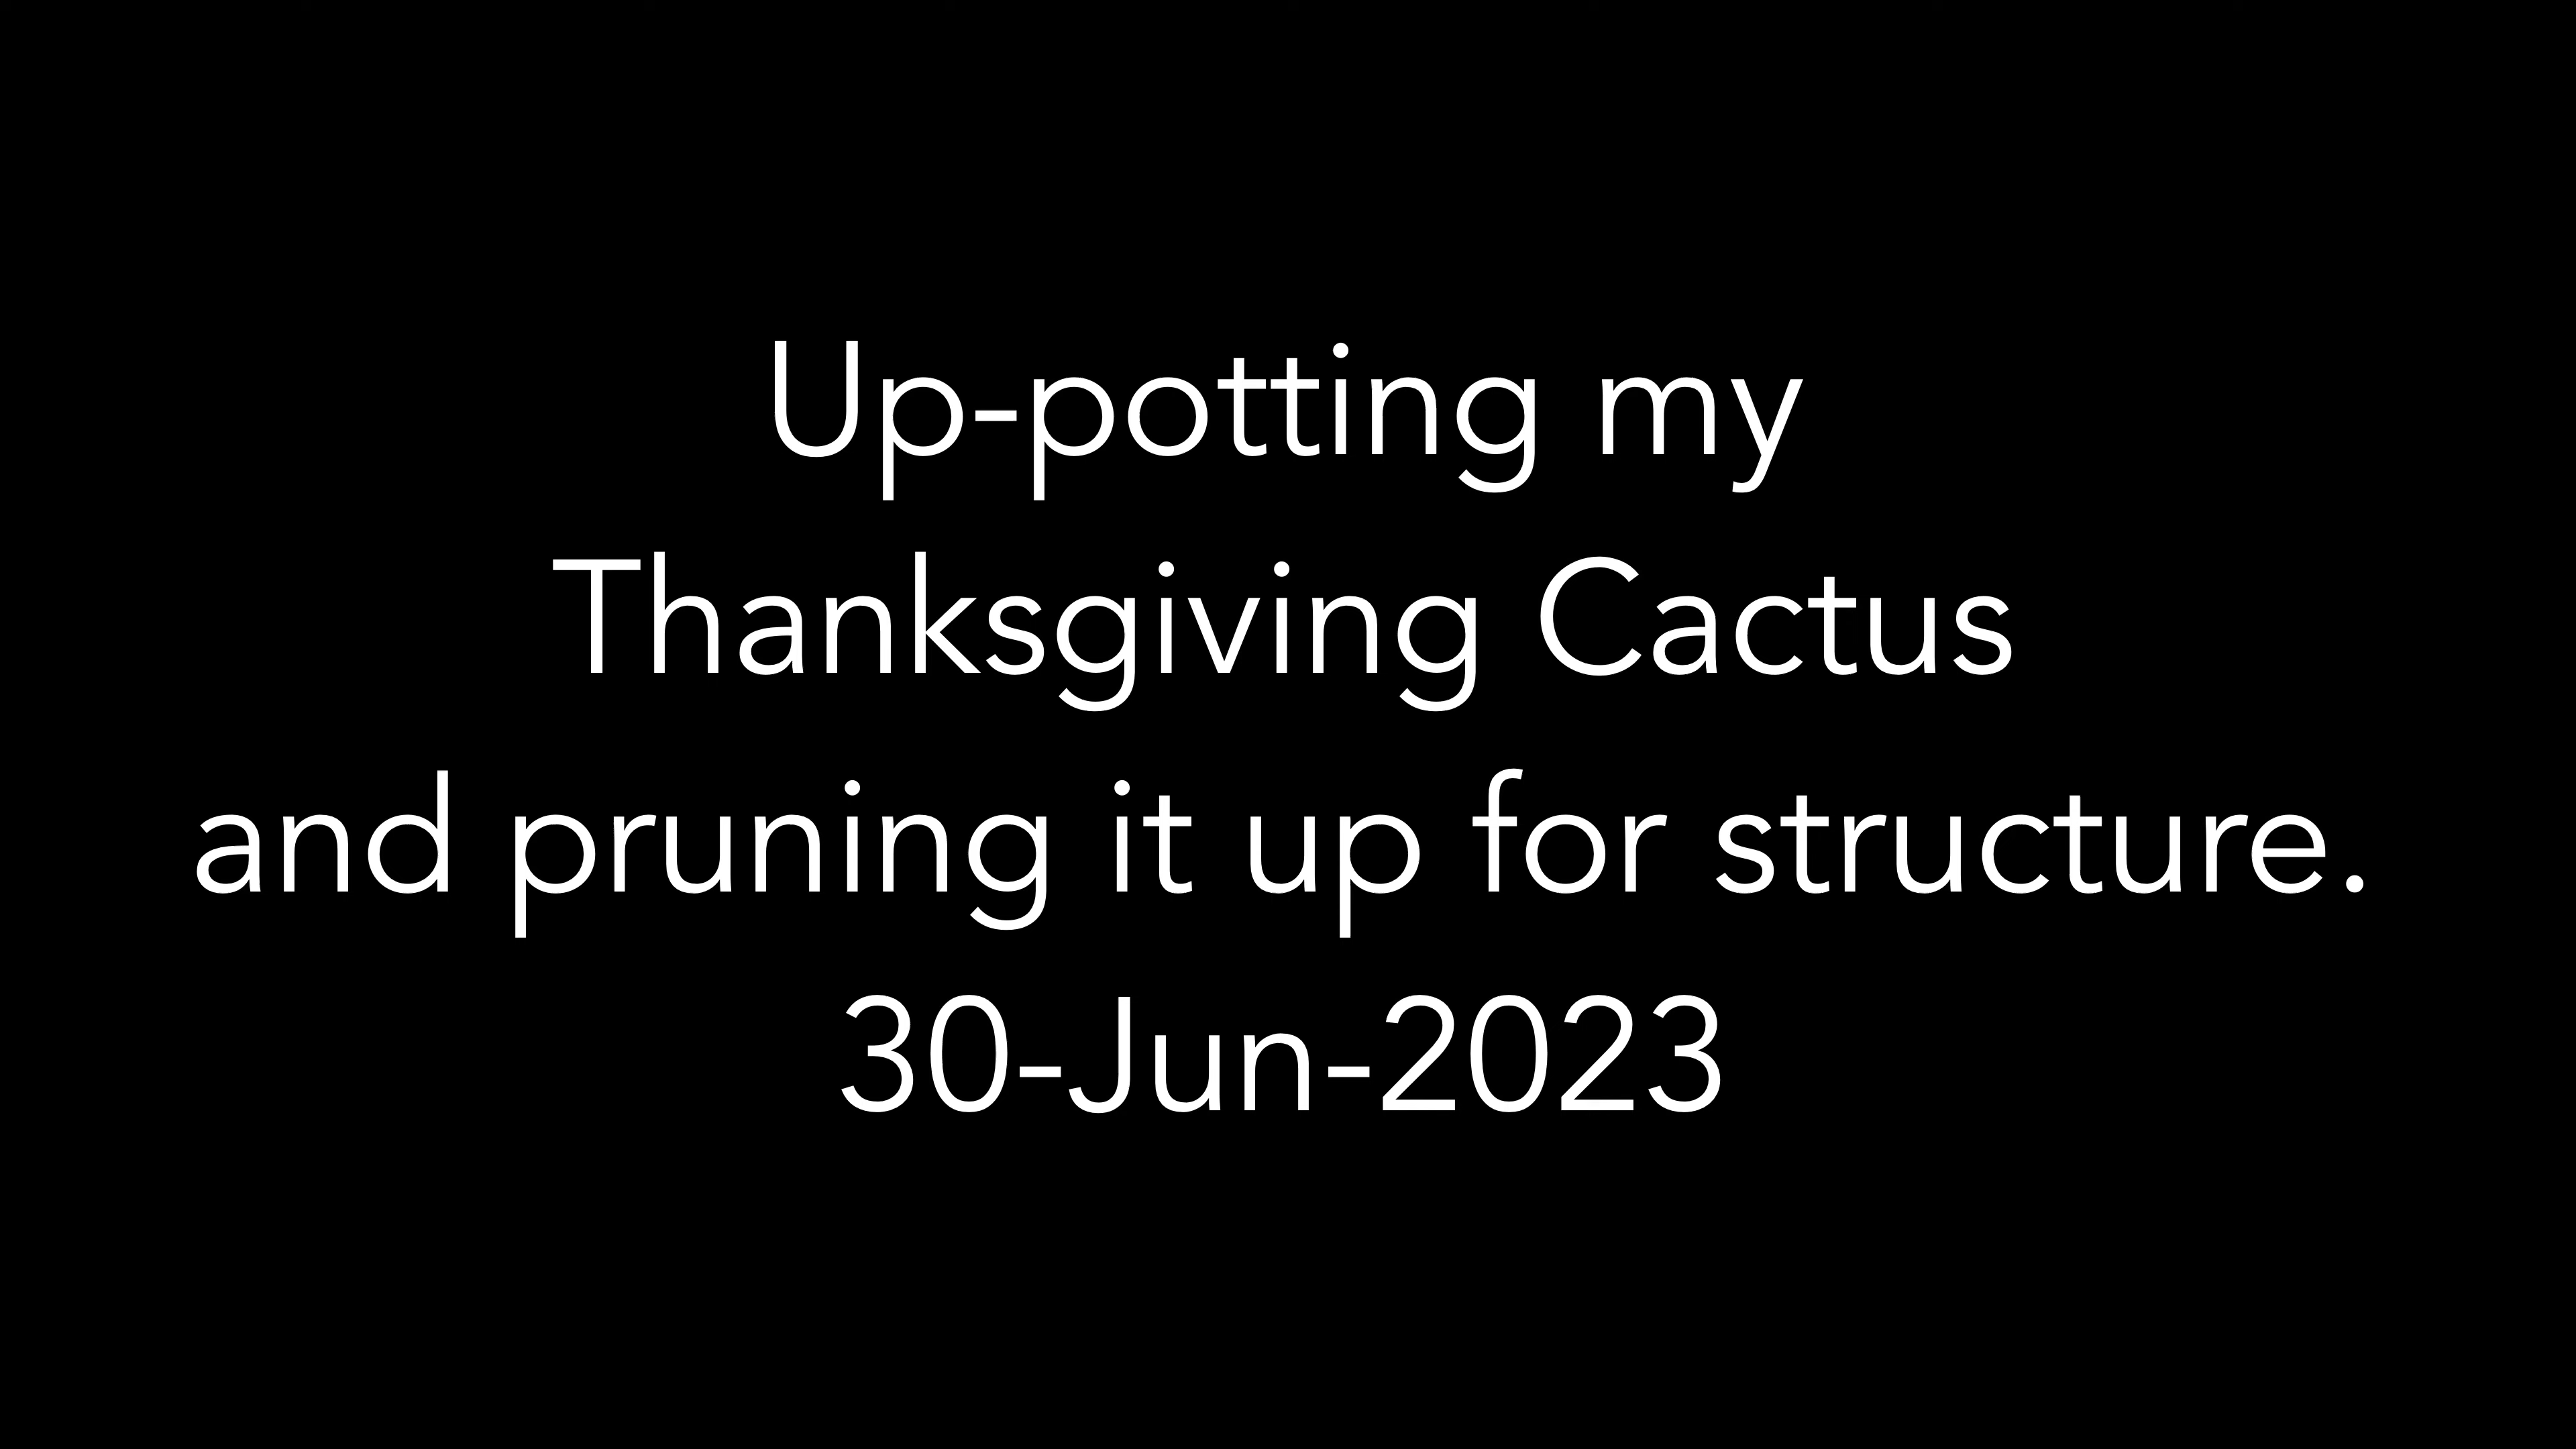 Up-potting my
Thanksgiving Cactus
and pruning it up for structure.
30-Jun-2023